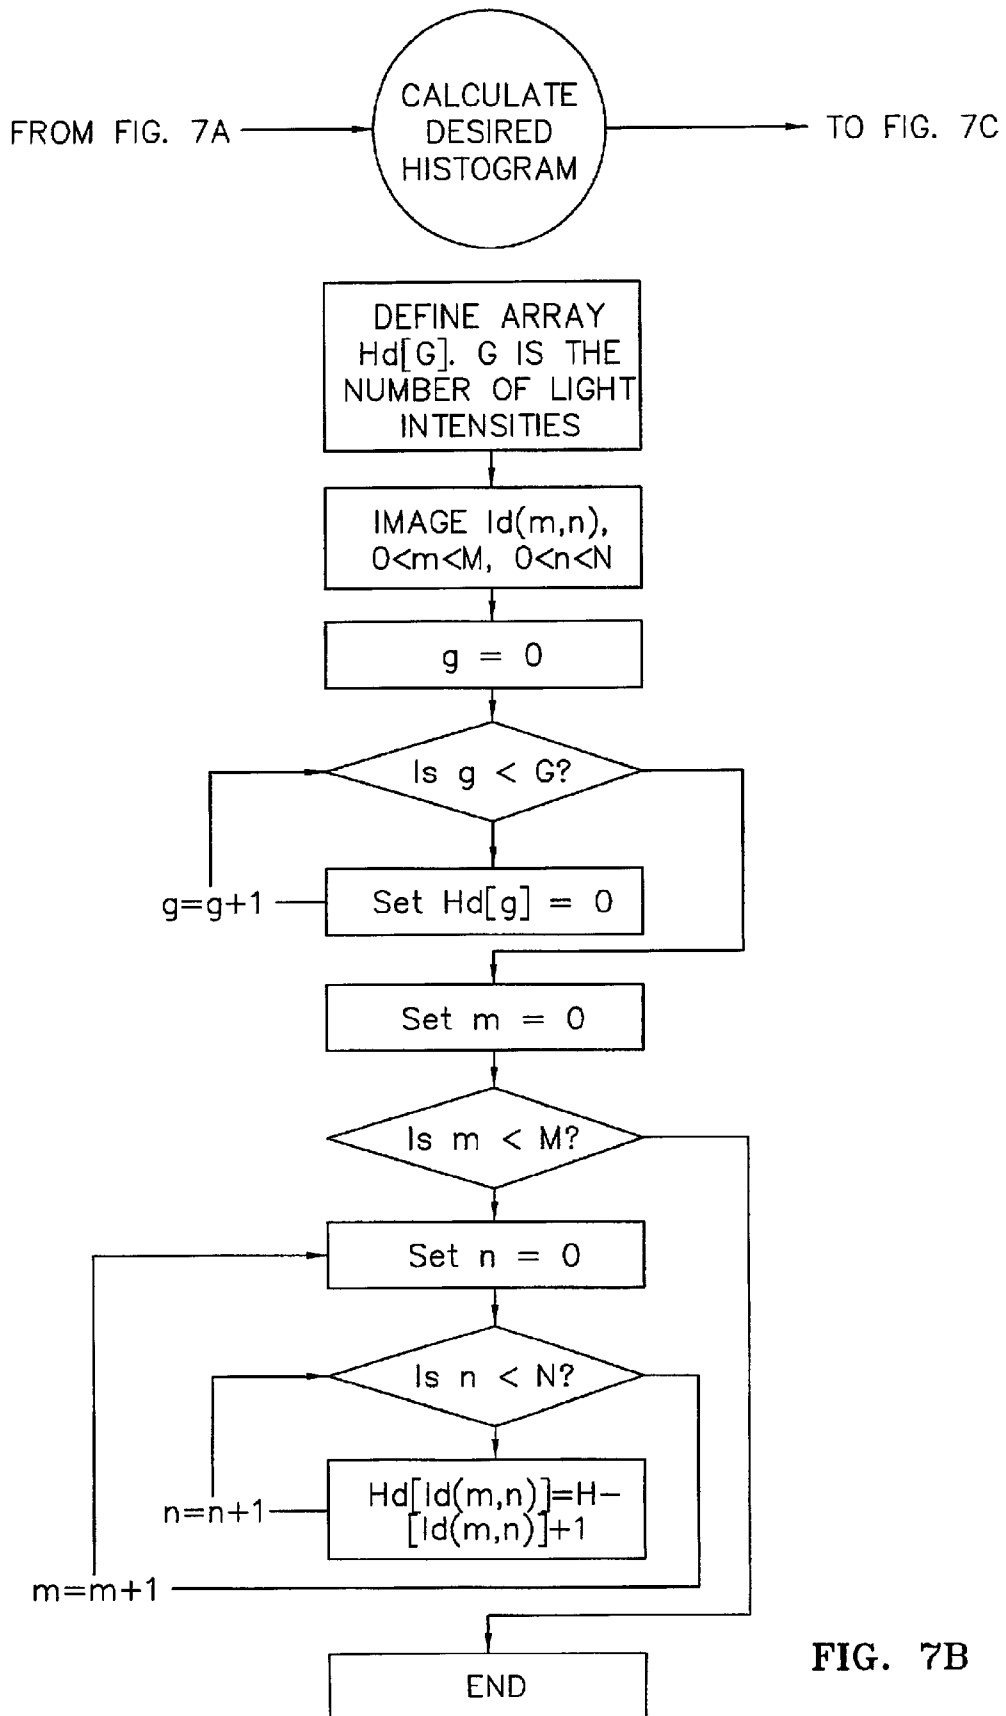 CALCULATE
DESIRED
HISTOGRAM
FROM FIG. 7A
TO FIG. 7C
DEFINE ARRAY
Hd[G]. G IS THE
NUMBER OF LIGHT
INTENSITIES
IMAGE Id(m,n),
0<m<M, 0<n<N
g = 0
Is g < G?
g=g+1
Set Hd[g] = 0
Set m = 0
Is m < M?
Set n = 0
Is n < N?
n=n+1
Hd[Id(m,n)]=H-
[Id(m,n)]+1
m=m+1
END
FIG. 7B